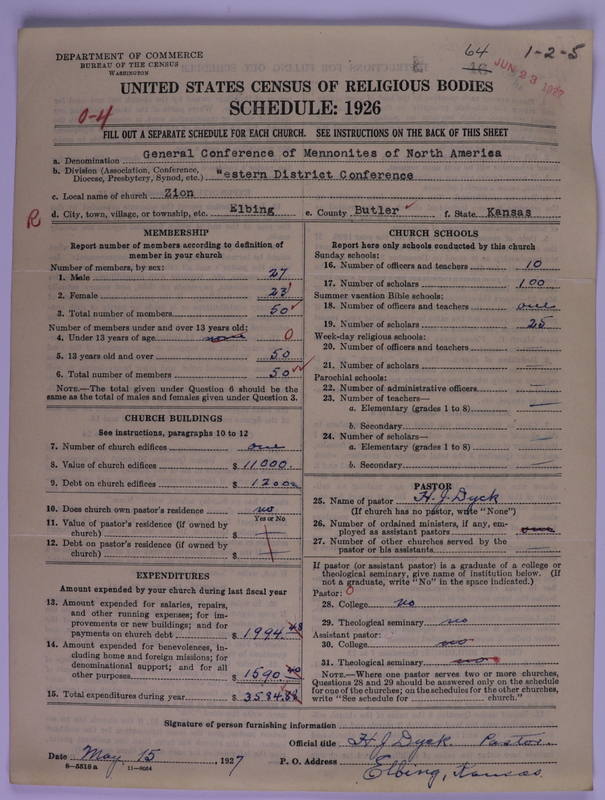 64 1-2-5
16
JUN 23 1927
DEPARTMENT OF COMMERCE
BUREAU OF THE CENSUS
WASHINGTON
UNITED STATES CENSUS OF RELIGIOUS BODIES
SCHEDULE: 1926
0-4
FILL OUT A SEPARATE SCHEDULE FOR EACH CHURCH. SEE INSTRUCTIONS ON THE BACK OF THIS SHEET
a. Denomination General Conference of Mennonites of North America
b. Division (Association, Conference, Diocese, Presbytery, Synod, etc.) Western District Conference
c. Local name of church Zion
R d. City, town, village, or township, etc. Elbing e. County Butler f. State Kansas
MEMBERSHIP
Report number of members according to definition of
member in your church
Number of members, by sex:
1. Male 27
2. Female 23
3. Total number of members 50
Number of members under and over 13 years old:
4. Under 13 years of age none 0
5. 13 years old and over 50
6. Total number of members 50
NOTE.—The total given under Question 6 should be the
same as the total of males and females given under Question 3.
CHURCH BUILDINGS
See instructions, paragraphs 10 to 12
7. Number of church edifices one
8. Value of church edifices $ 11000.
9. Debt on church edifices $ 1200
10. Does church own pastor's residence no
Yes or No
11. Value of pastor's residence (if owned by
church) $
12. Debt on pastor's residence (if owned by
church) $
EXPENDITURES
Amount expended by your church during last fiscal year
13. Amount expended for salaries, repairs,
and other running expenses; for im-
provements or new buildings; and for
payments on church debt $ 1994.48
14. Amount expended for benevolences, in-
cluding home and foreign missions; for
denominational support; and for all
other purposes $ 1590.40
15. Total expenditures during year $ 3584.88
CHURCH SCHOOLS
Report here only schools conducted by this church
Sunday schools:
16. Number of officers and teachers 10
17. Number of scholars 100
Summer vacation Bible schools:
18. Number of officers and teachers one
19. Number of scholars 25
Week-day religious schools:
20. Number of officers and teachers
21. Number of scholars
Parochial schools:
22. Number of administrative officers
23. Number of teachers—
a. Elementary (grades 1 to 8)
b. Secondary
24. Number of scholars—
a. Elementary (grades 1 to 8)
b. Secondary
PASTOR
25. Name of pastor H. J. Dyck
(If church has no pastor, write "None")
26. Number of ordained ministers, if any, em-
ployed as assistant pastors
27. Number of other churches served by the
pastor or his assistants
If pastor (or assistant pastor) is a graduate of a college or
theological seminary, give name of institution below. (If
not a graduate, write "No" in the space indicated.)
Pastor: 0
28. College no
29. Theological seminary no
Assistant pastor:
30. College no
31. Theological seminary no
NOTE.—Where one pastor serves two or more churches,
Questions 28 and 29 should be answered only on the schedule
for one of the churches; on the schedules for the other churches,
write "See schedule for church."
Signature of person furnishing information
Official title H. J. Dyck. Pastor.
Date May 15, 1927 P. O. Address Elbing, Kansas.
8-5518a 11-9054